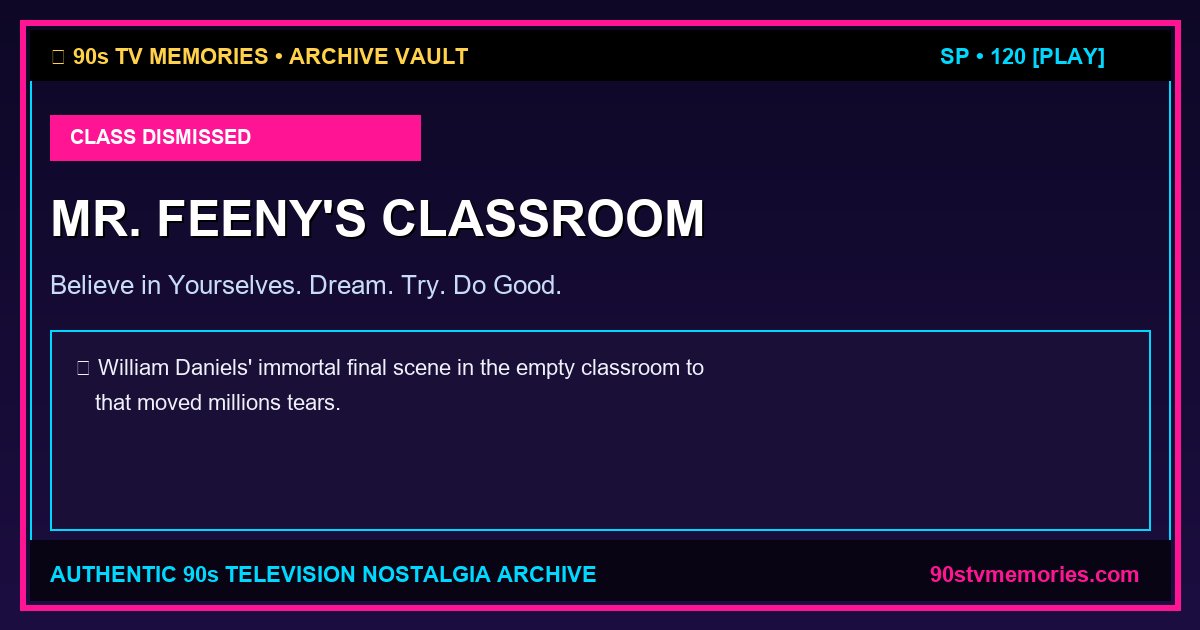 90s TV MEMORIES • ARCHIVE VAULT
SP • 120 [PLAY]
CLASS DISMISSED
MR. FEENY'S CLASSROOM
Believe in Yourselves. Dream. Try. Do Good.
William Daniels' immortal final scene in the empty classroom to
that moved millions tears.
AUTHENTIC 90s TELEVISION NOSTALGIA ARCHIVE
90stvmemories.com